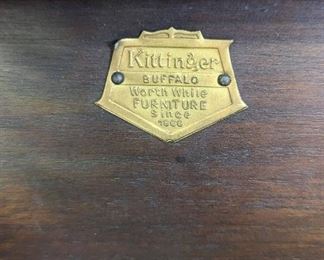 Kittinger
BUFFALO
Worth While
FURNITURE
Since
1866